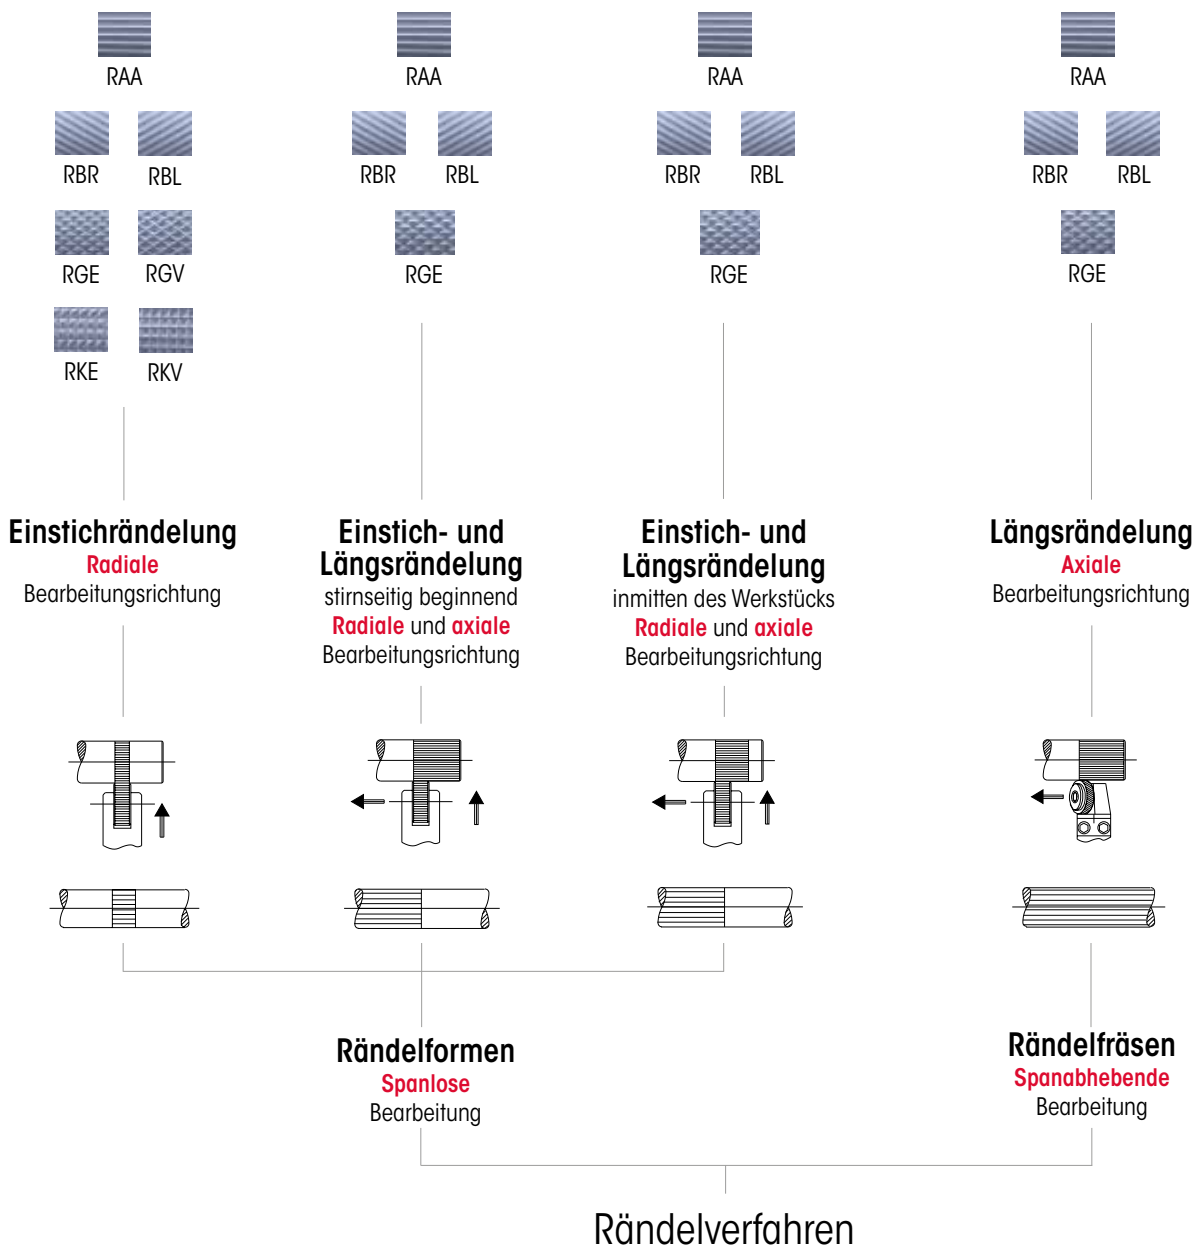 RAA
RAA
RAA
RAA
RBR RBL
RBR RBL
RBR RBL
RBR RBL
RGE RGV
RGE
RGE
RGE
RKE RKV
Einstichrändelung
Radiale
Bearbeitungsrichtung
Einstich- und
Längsrändelung
stirnseitig beginnend
Radiale und axiale
Bearbeitungsrichtung
Einstich- und
Längsrändelung
inmitten des Werkstücks
Radiale und axiale
Bearbeitungsrichtung
Längsrändelung
Axiale
Bearbeitungsrichtung
Rändelformen
Spanlose
Bearbeitung
Rändelfräsen
Spanabhebende
Bearbeitung
Rändelverfahren